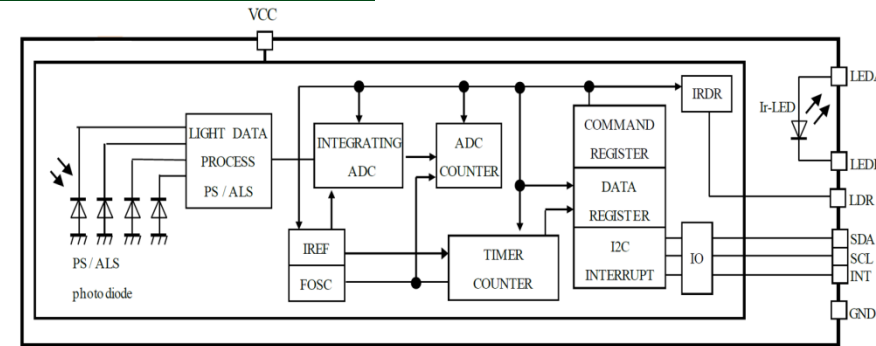 VCC
LEDA
Ir-LED
IRDR
LIGHT DATA
PROCESS
PS / ALS
INTEGRATING
ADC
ADC
COUNTER
COMMAND
REGISTER
LEDK
DATA
REGISTER
LDR
IREF
FOSC
TIMER
COUNTER
I2C
INTERRUPT
IO
SDA
SCL
INT
PS / ALS
photo diode
GND